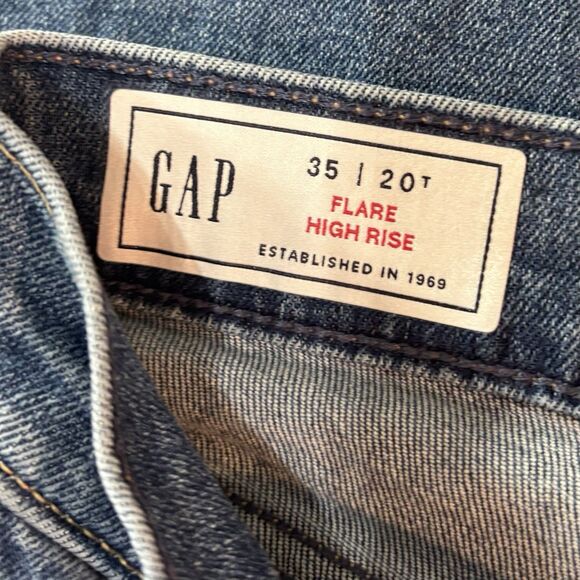 GAP
35 | 20T
FLARE
HIGH RISE
ESTABLISHED IN 1969